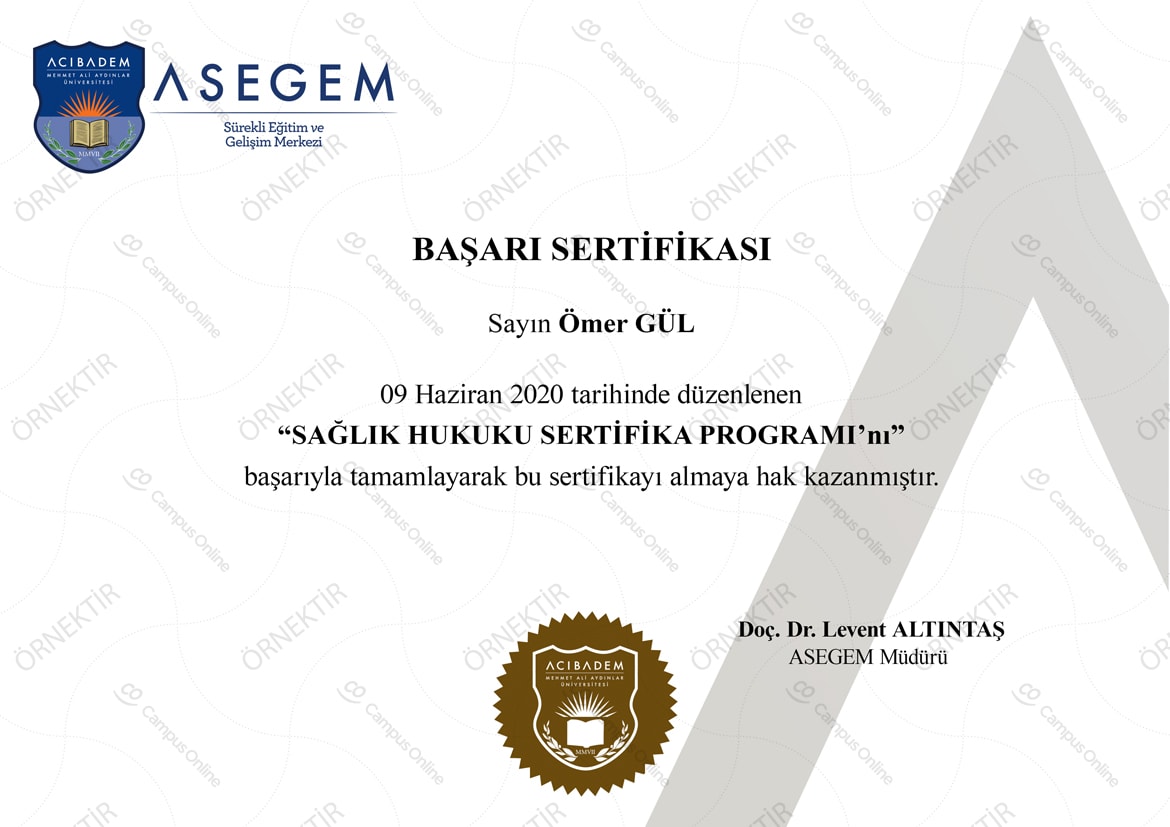 ACIBADEM
MEHMET ALİ AYDINLAR
ÜNİVERSİTESİ
MMVII
ASEGEM
Sürekli Eğitim ve
Gelişim Merkezi
BAŞARI SERTİFİKASI
Sayın Ömer GÜL
09 Haziran 2020 tarihinde düzenlenen
“SAĞLIK HUKUKU SERTİFİKA PROGRAMI’nı”
başarıyla tamamlayarak bu sertifikayı almaya hak kazanmıştır.
Doç. Dr. Levent ALTINTAŞ
ASEGEM Müdürü
ACIBADEM
MEHMET ALİ AYDINLAR
ÜNİVERSİTESİ
MMVII
ÖRNEKTİR
co Campus Online